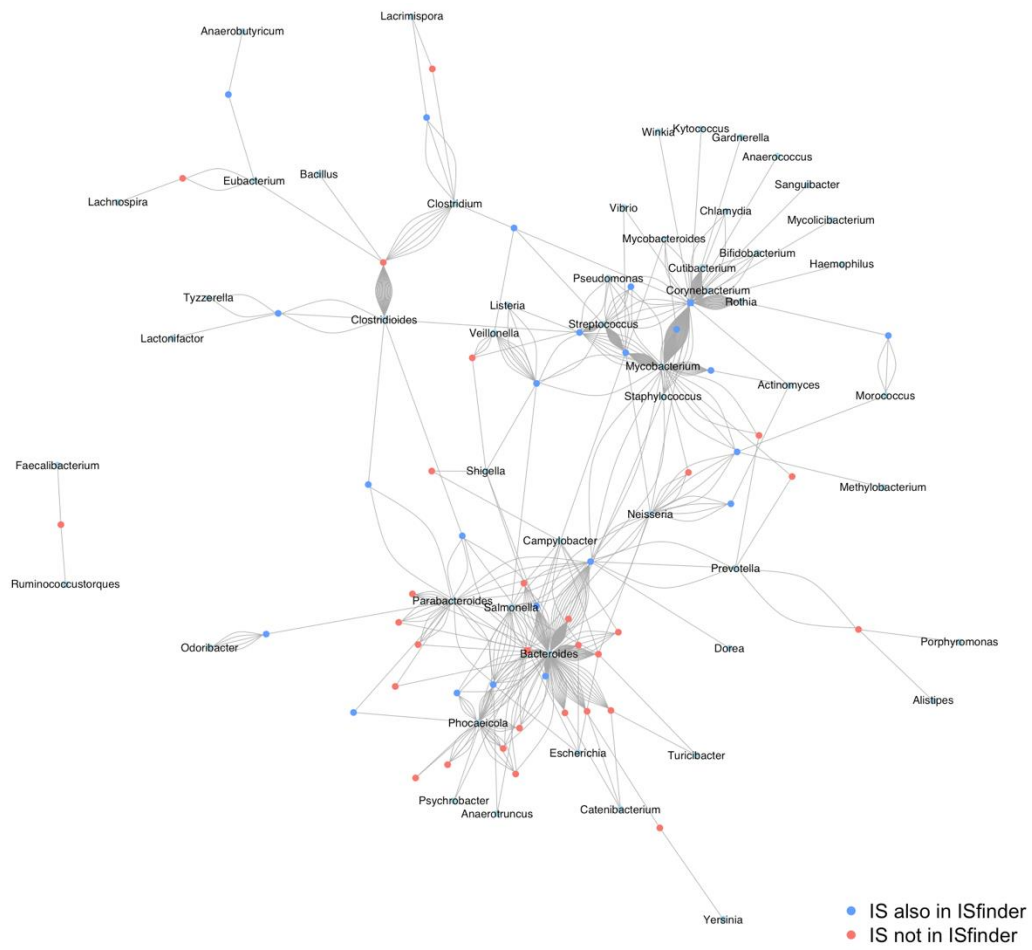 Lacrimispora
Anaerobutyricum
Winkia
Kytococcus
Gardnerella
Anaerococcus
Bacillus
Eubacterium
Sanguibacter
Lachnospira
Clostridium
Vibrio
Chlamydia
Mycolicibacterium
Mycobacteroides
Bifidobacterium
Haemophilus
Cutibacterium
Pseudomonas
Corynebacterium
Tyzzerella
Rothia
Listeria
Clostridioides
Streptococcus
Veillonella
Lactonifactor
Mycobacterium
Actinomyces
Staphylococcus
Morococcus
Faecalibacterium
Shigella
Methylobacterium
Neisseria
Campylobacter
Prevotella
Ruminococcustorques
Parabacteroides
Salmonella
Porphyromonas
Odoribacter
Dorea
Bacteroides
Alistipes
Phocaeicola
Escherichia
Turicibacter
Psychrobacter
Catenibacterium
Anaerotruncus
Yersinia
IS also in ISfinder
IS not in ISfinder